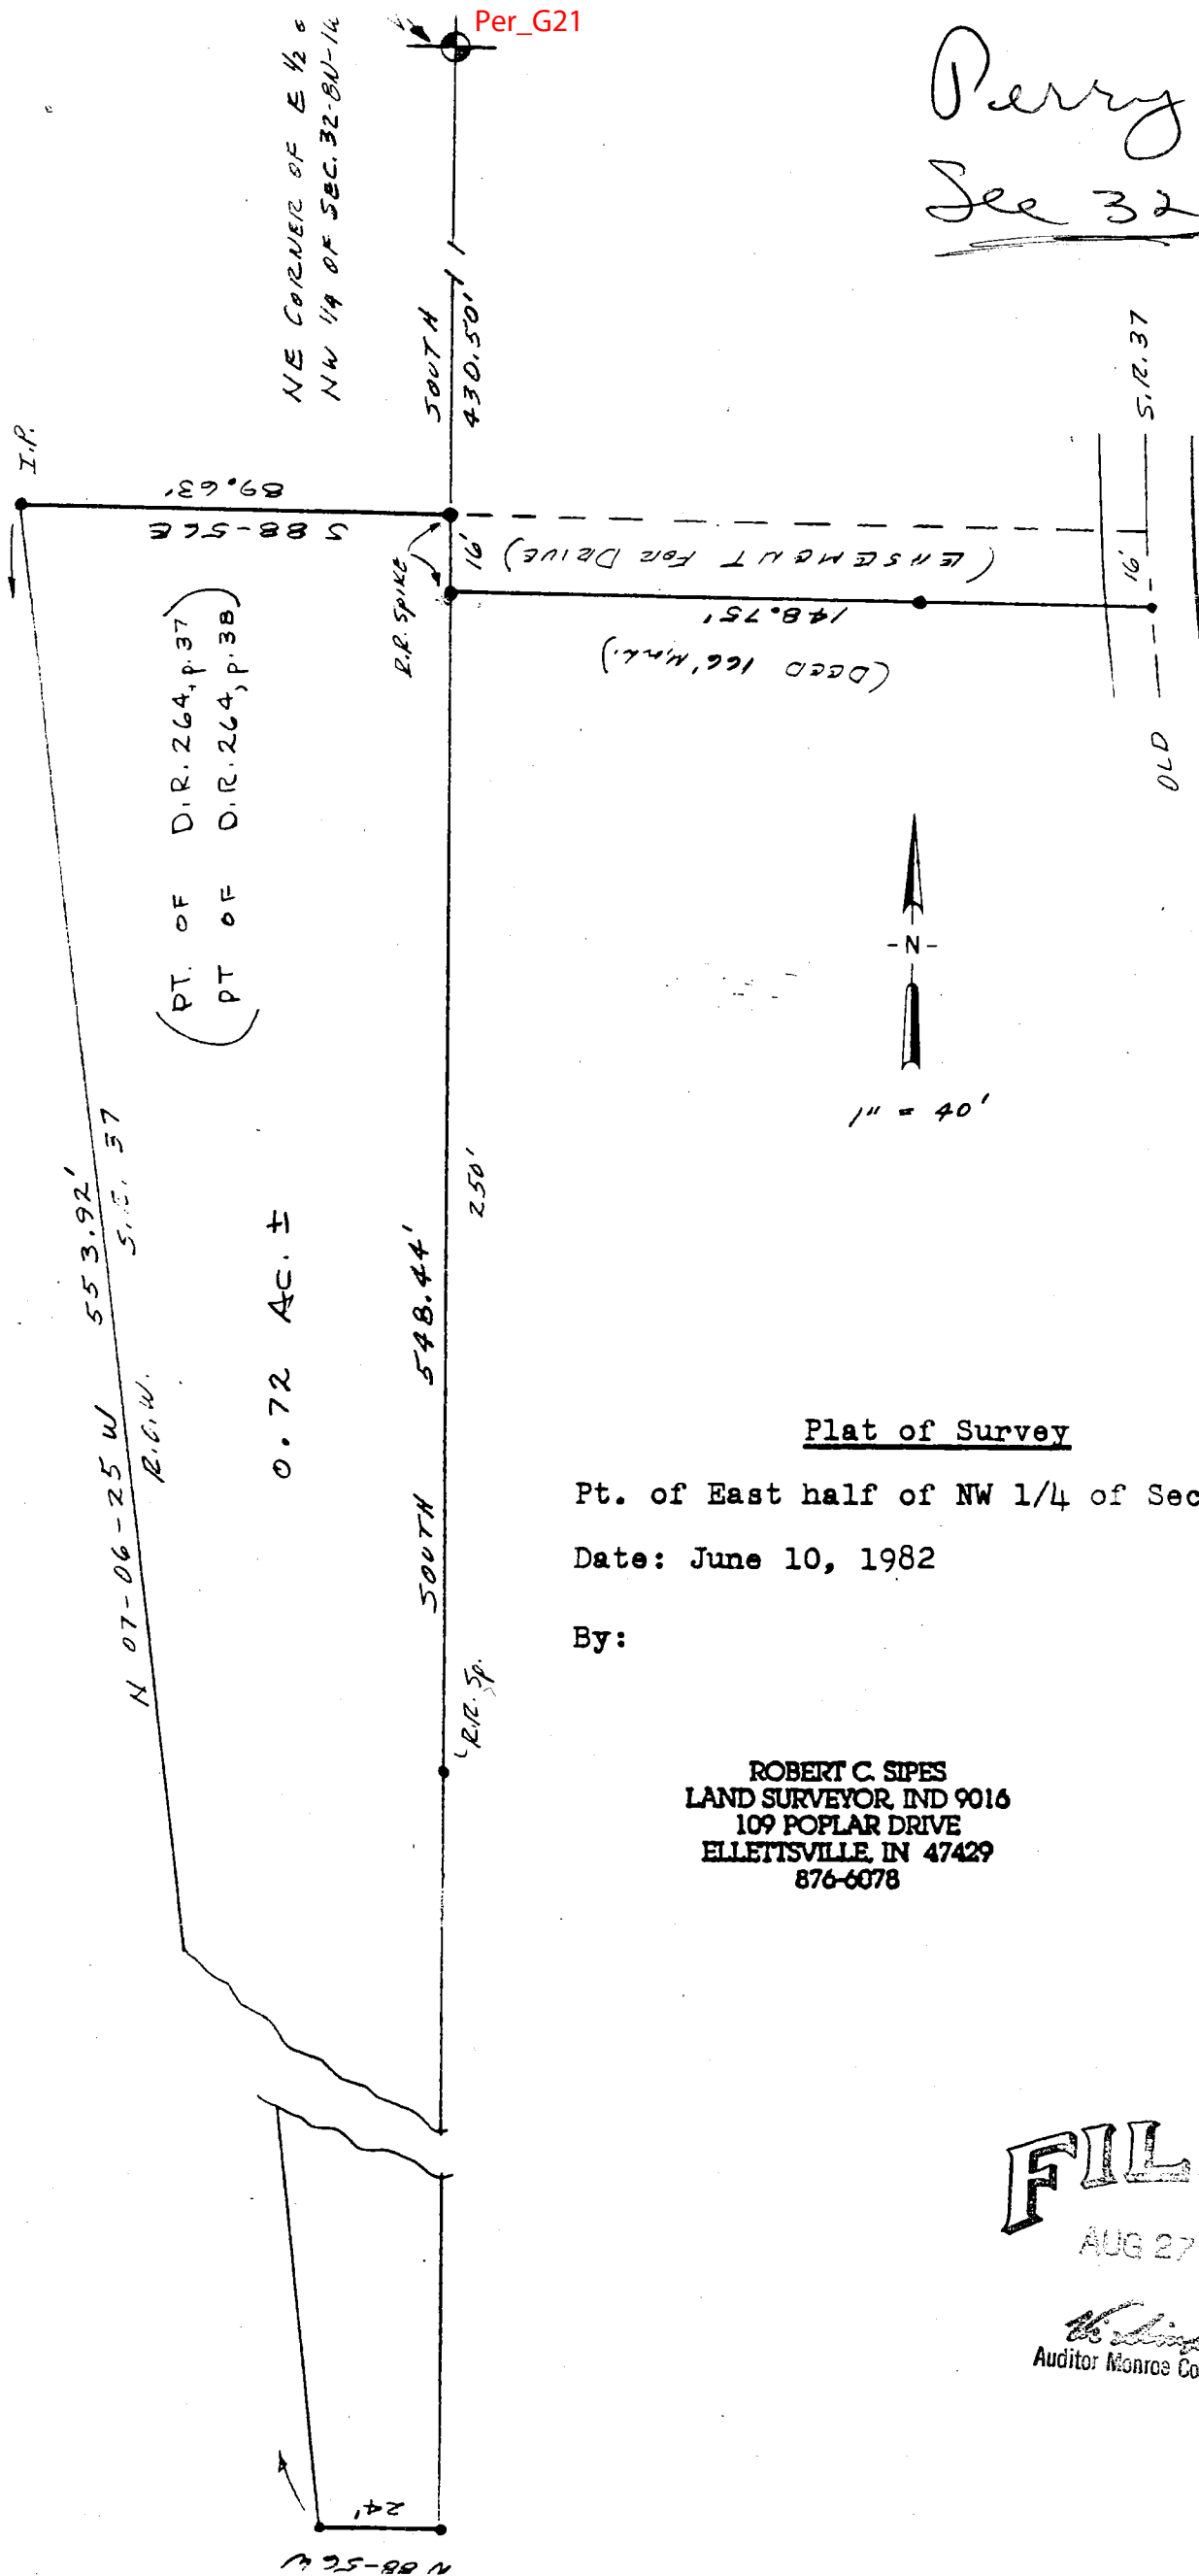 Per_G21
Perry
Sec 32
NE CORNER OF E 1/2
NW 1/4 OF SEC. 32-8N-1W
SOUTH
430.50'
I.P.
89.63'
S 88-56 E
R.R. SPIKE
16'
(EASEMENT FOR DRIVE)
148.75'
(DEED 166', M.or L.)
16'
S.R. 37
OLD
(PT. OF D.R. 264, p. 37)
(PT OF D.R. 264, p. 38)
-N-
1" = 40'
N 07-06-25 W 553.92'
R.O.W. S.R. 37
0.72 AC. ±
SOUTH 548.44'
250'
R.R. Sp.
Plat of Survey
Pt. of East half of NW 1/4 of Sec
Date: June 10, 1982
By:
ROBERT C. SIPES
LAND SURVEYOR, IND 9016
109 POPLAR DRIVE
ELLETTSVILLE, IN 47429
876-6078
FIL
AUG 27
Auditor Monroe Co
24'
N 88-56 W